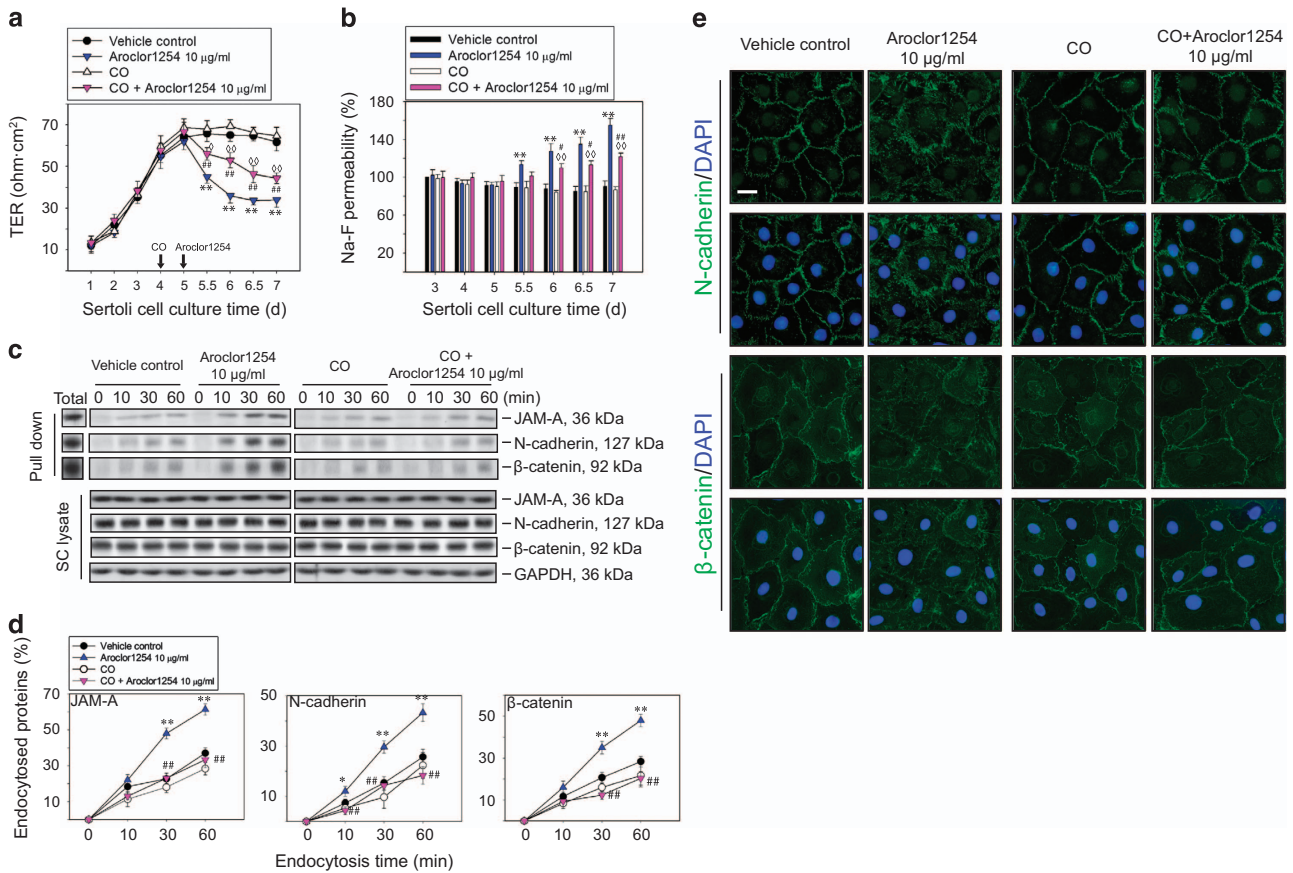 a
Vehicle control
Aroclor1254 10 µg/ml
CO
CO + Aroclor1254 10 µg/ml
TER (ohm·cm²)
70
50
30
10
CO
Aroclor1254
◊
◊◊
◊◊
◊◊
##
##
##
##
**
**
**
**
1 2 3 4 5 5.5 6 6.5 7
Sertoli cell culture time (d)
b
Vehicle control
Aroclor1254 10 µg/ml
CO
CO + Aroclor1254 10 µg/ml
Na-F permeability (%)
180
140
100
80
60
20
**
**
**
**
#
◊◊
#
◊◊
##
◊◊
3 4 5 5.5 6 6.5 7
Sertoli cell culture time (d)
c
Vehicle control
Aroclor1254
10 µg/ml
CO
CO +
Aroclor1254 10 µg/ml
Total 0 10 30 60 0 10 30 60 0 10 30 60 0 10 30 60 (min)
Pull down
JAM-A, 36 kDa
N-cadherin, 127 kDa
β-catenin, 92 kDa
SC lysate
JAM-A, 36 kDa
N-cadherin, 127 kDa
β-catenin, 92 kDa
GAPDH, 36 kDa
d
Vehicle control
Aroclor1254 10 µg/ml
CO
CO + Aroclor1254 10 µg/ml
Endocytosed proteins (%)
JAM-A
70
50
30
10
**
**
##
##
0 10 30 60
N-cadherin
50
30
10
*
**
**
##
##
##
0 10 30 60
β-catenin
50
30
10
**
**
##
##
0 10 30 60
Endocytosis time (min)
e
Vehicle control
Aroclor1254
10 µg/ml
CO
CO+Aroclor1254
10 µg/ml
N-cadherin/DAPI
β-catenin/DAPI